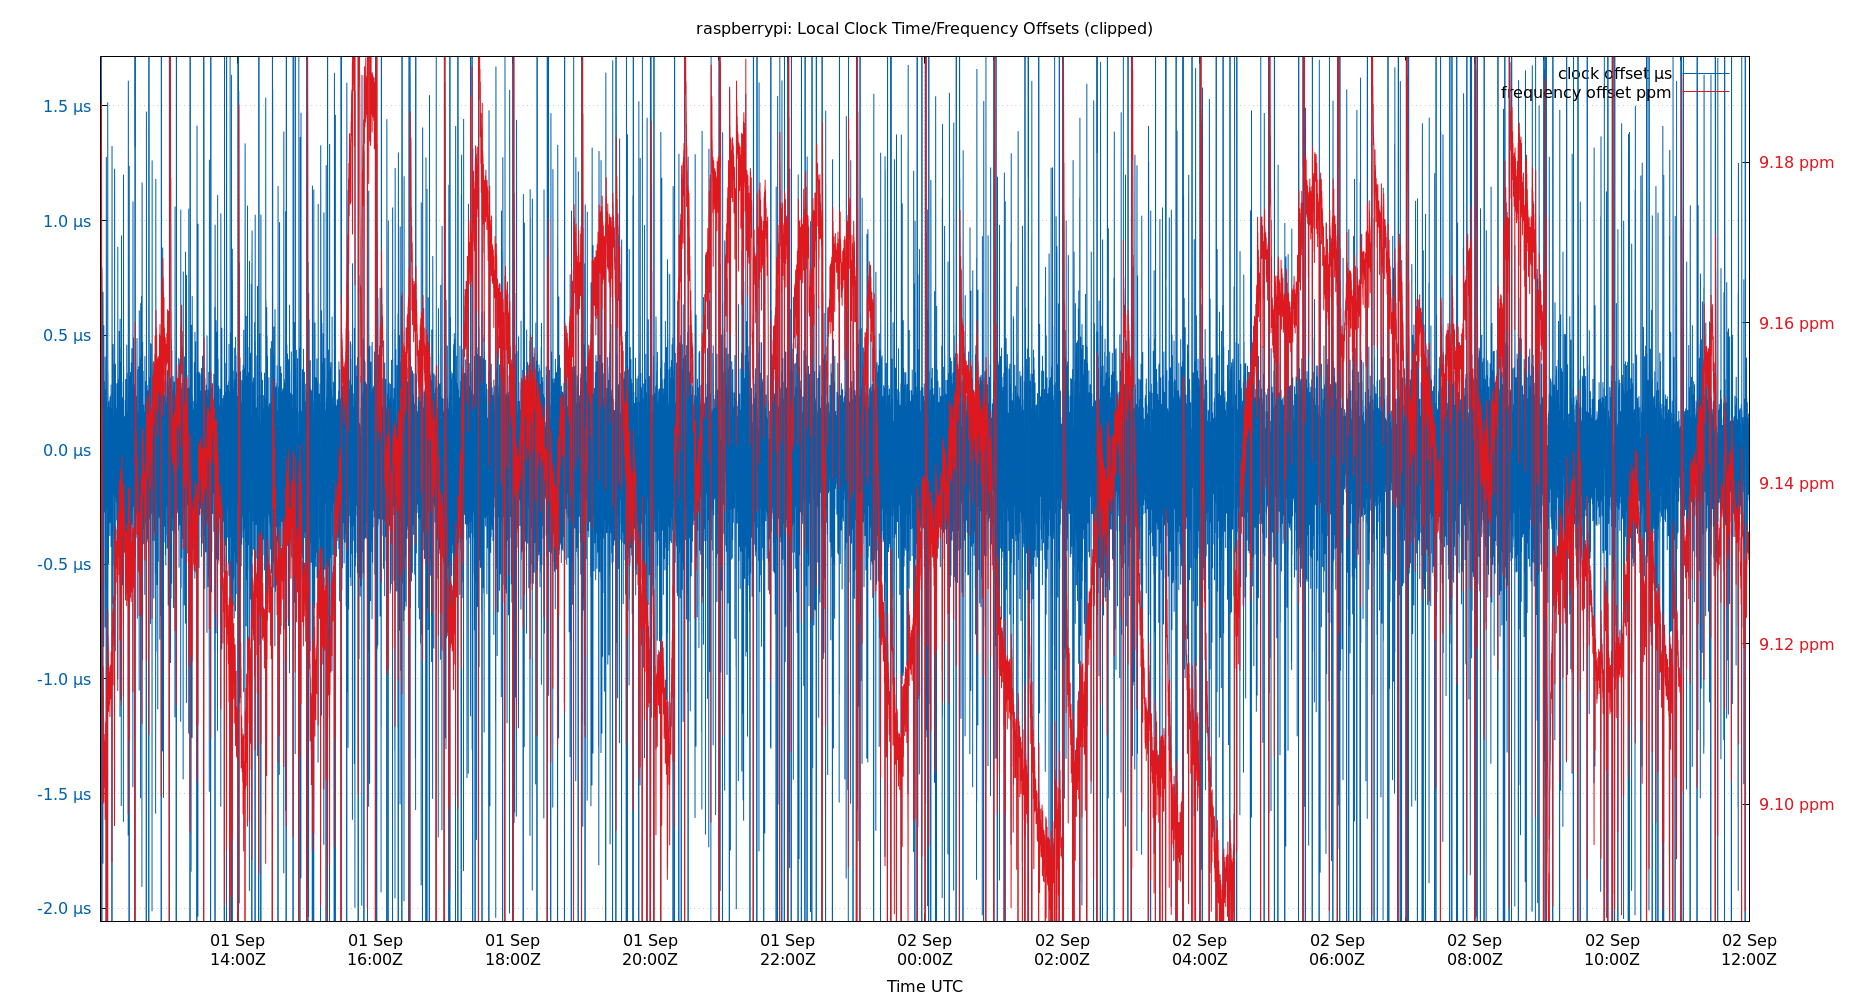 raspberrypi: Local Clock Time/Frequency Offsets (clipped)
clock offset µs
frequency offset ppm
1.5 µs
1.0 µs
0.5 µs
0.0 µs
-0.5 µs
-1.0 µs
-1.5 µs
-2.0 µs
9.18 ppm
9.16 ppm
9.14 ppm
9.12 ppm
9.10 ppm
01 Sep
14:00Z
01 Sep
16:00Z
01 Sep
18:00Z
01 Sep
20:00Z
01 Sep
22:00Z
02 Sep
00:00Z
02 Sep
02:00Z
02 Sep
04:00Z
02 Sep
06:00Z
02 Sep
08:00Z
02 Sep
10:00Z
02 Sep
12:00Z
Time UTC